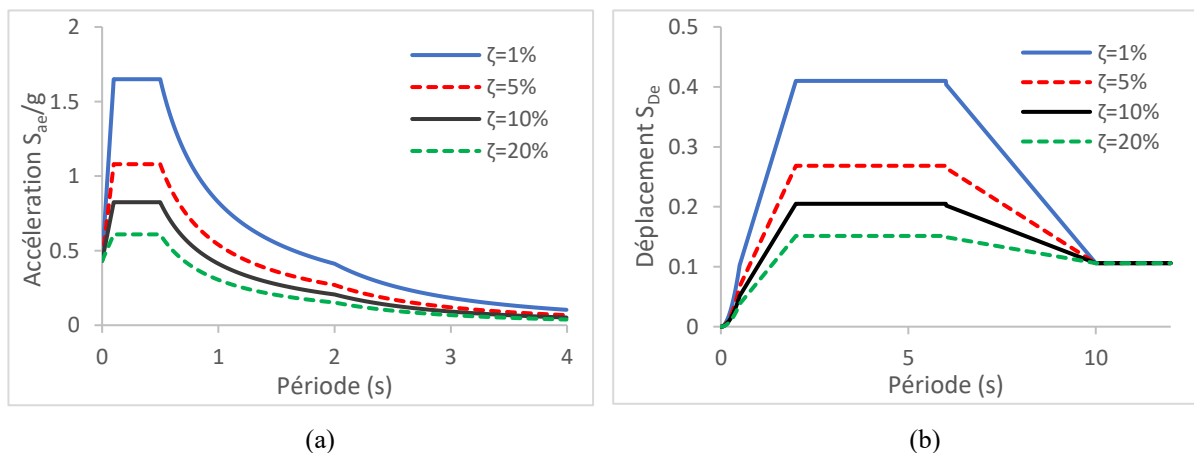 2
1.5
1
0.5
0
0 1 2 3 4
Accéleration Sae/g
Période (s)
ζ=1%
ζ=5%
ζ=10%
ζ=20%
(a)
0.5
0.4
0.3
0.2
0.1
0
0 5 10
Déplacement SDe
Période (s)
ζ=1%
ζ=5%
ζ=10%
ζ=20%
(b)